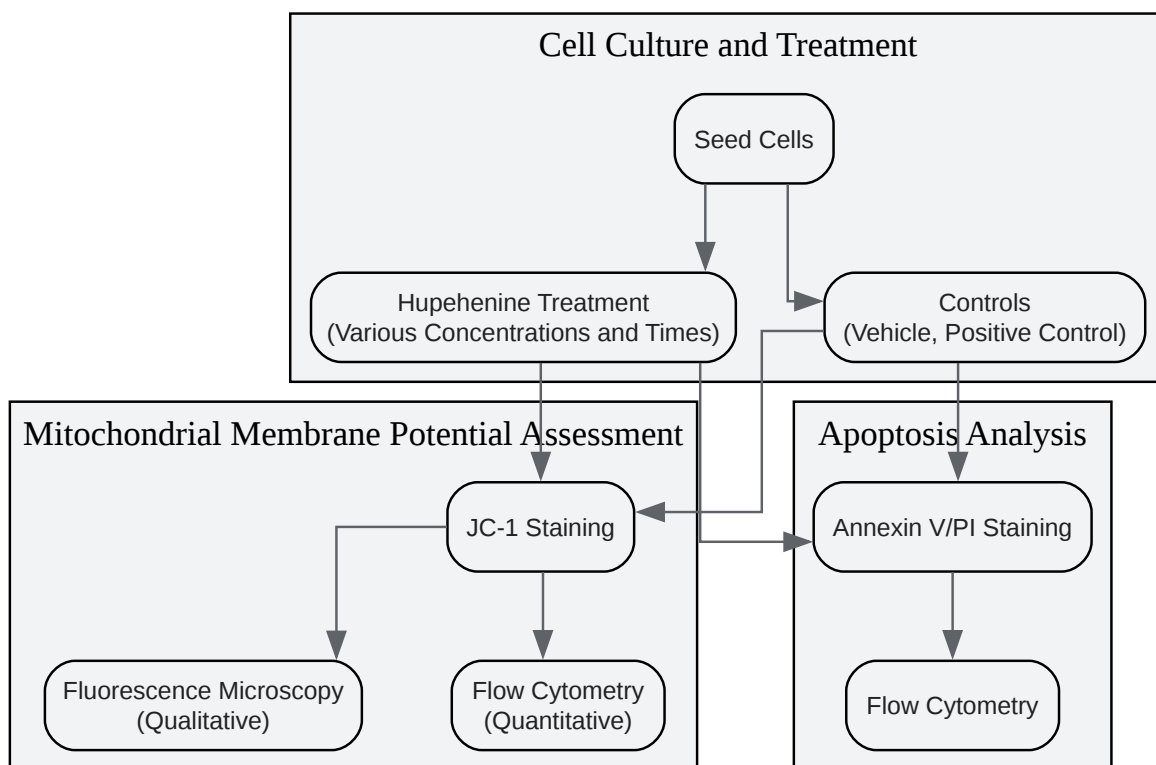 Cell Culture and Treatment
Seed Cells
Hupehenine Treatment
(Various Concentrations and Times)
Controls
(Vehicle, Positive Control)
Mitochondrial Membrane Potential Assessment
Apoptosis Analysis
JC-1 Staining
Annexin V/PI Staining
Fluorescence Microscopy
(Qualitative)
Flow Cytometry
(Quantitative)
Flow Cytometry